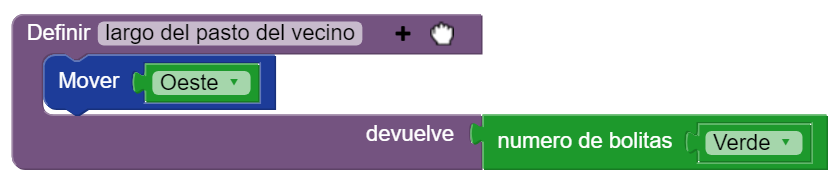 Definir largo del pasto del vecino +
Mover Oeste
devuelve numero de bolitas Verde